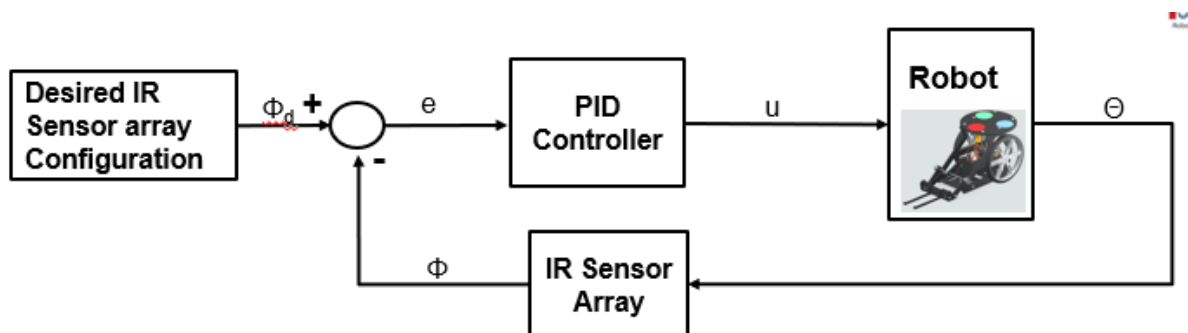 Desired IR
Sensor array
Configuration
Φd
+
-
e
PID
Controller
u
Robot
Θ
Φ
IR Sensor
Array